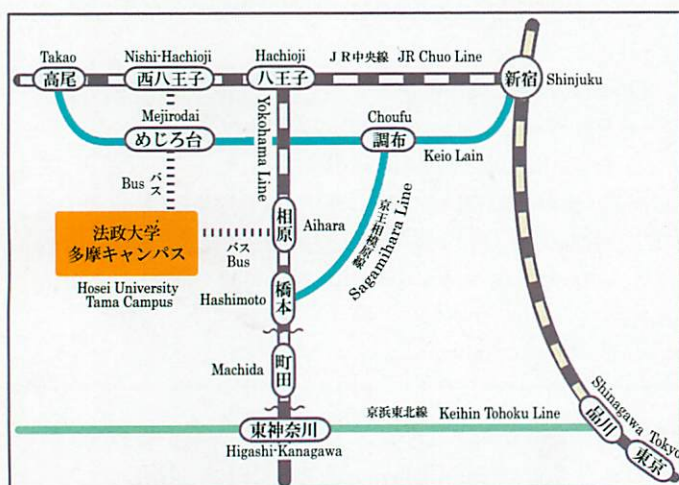 Takao
Nishi-Hachioji
Hachioji
JR中央線 JR Chuo Line
高尾
西八王子
八王子
新宿
Shinjuku
Mejirodai
Yokohama Line
Choufu
めじろ台
調布
Keio Lain
Bus バス
法政大学
多摩キャンパス
Hosei University
Tama Campus
バス
Bus
相原
Aihara
京王相模原線
Sagamihara Line
Hashimoto
橋本
Machida
町田
京浜東北線 Keihin Tohoku Line
東神奈川
Higashi-Kanagawa
Shinagawa
品川
Tokyo
東京